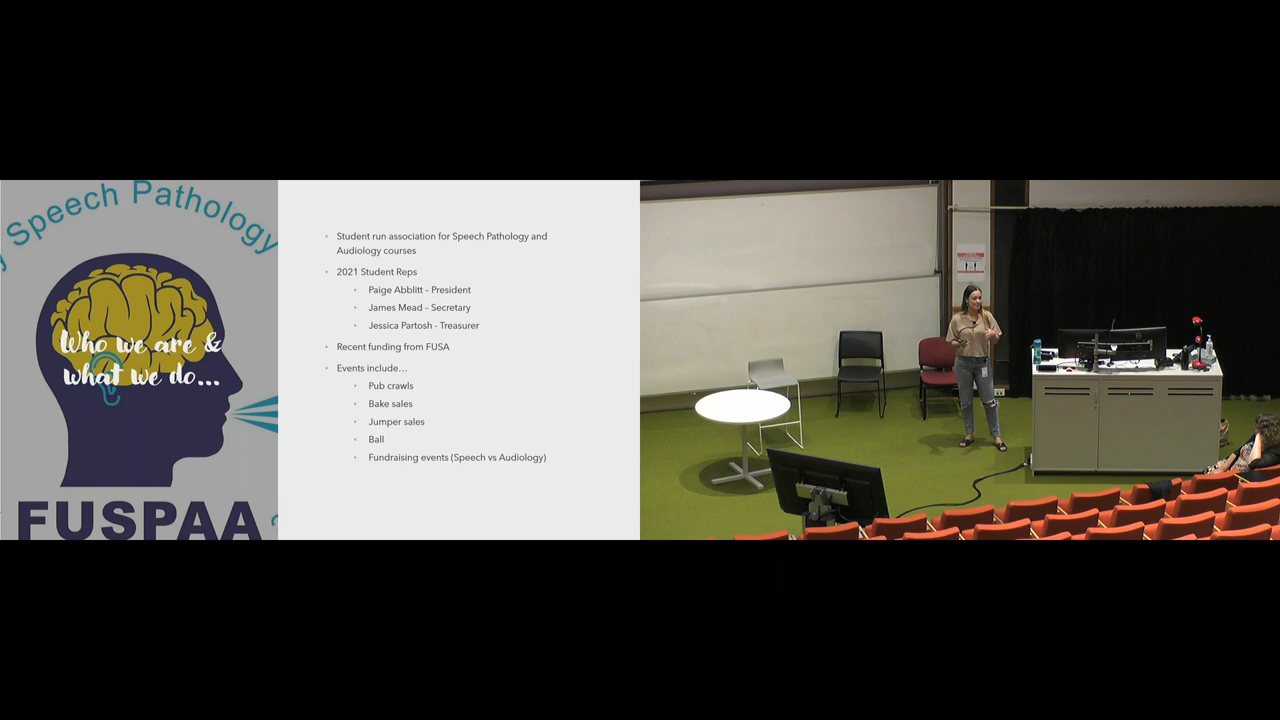 Speech Pathology
Who we are &
what we do...
FUSPAA
Student run association for Speech Pathology and
Audiology courses
2021 Student Reps
Paige Abblitt - President
James Mead - Secretary
Jessica Partosh - Treasurer
Recent funding from FUSA
Events include...
Pub crawls
Bake sales
Jumper sales
Ball
Fundraising events (Speech vs Audiology)